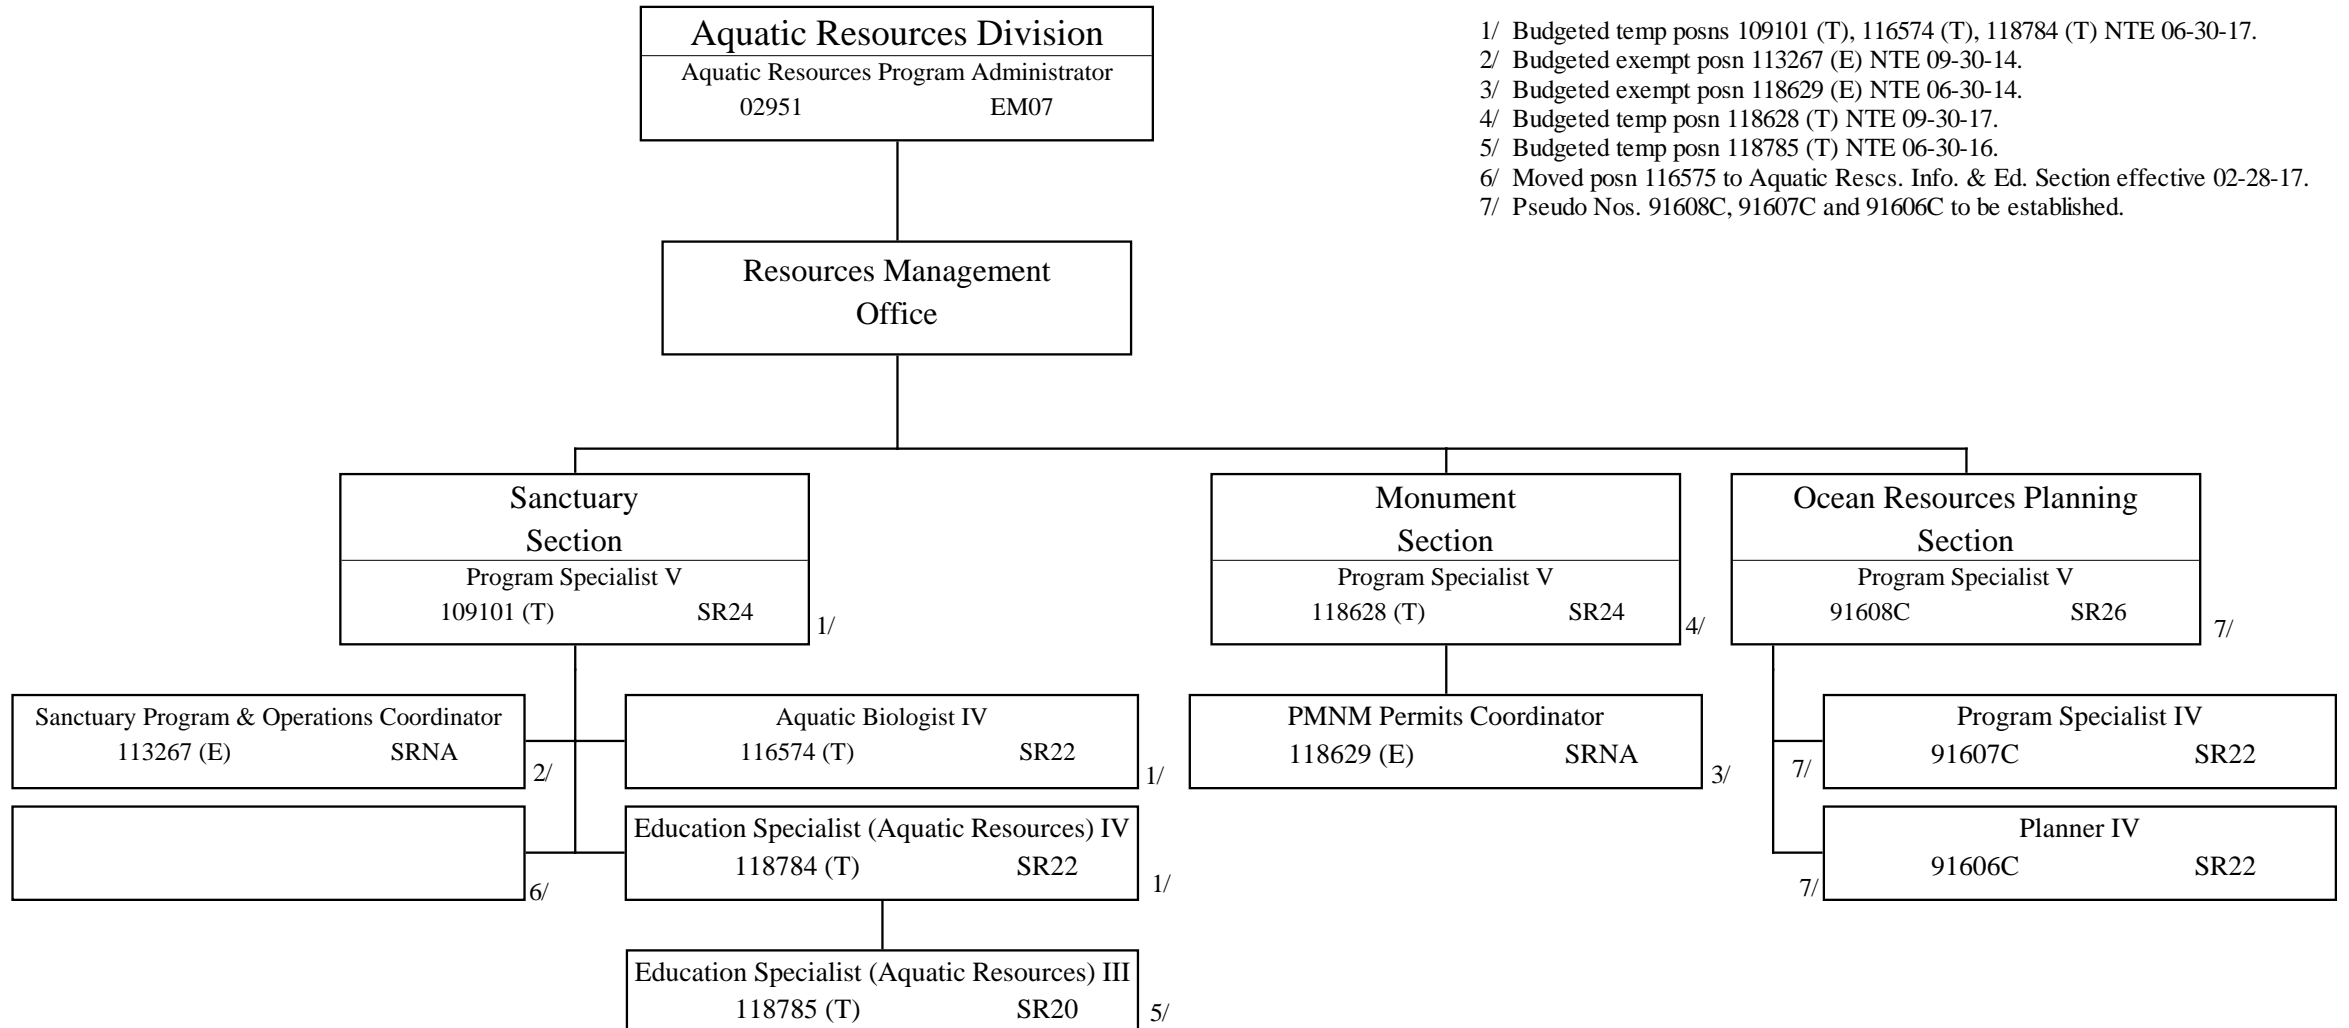 Aquatic Resources Division
Aquatic Resources Program Administrator
02951 EM07
1/ Budgeted temp posns 109101 (T), 116574 (T), 118784 (T) NTE 06-30-17.
2/ Budgeted exempt posn 113267 (E) NTE 09-30-14.
3/ Budgeted exempt posn 118629 (E) NTE 06-30-14.
4/ Budgeted temp posn 118628 (T) NTE 09-30-17.
5/ Budgeted temp posn 118785 (T) NTE 06-30-16.
6/ Moved posn 116575 to Aquatic Rescs. Info. & Ed. Section effective 02-28-17.
7/ Pseudo Nos. 91608C, 91607C and 91606C to be established.
Resources Management
Office
Sanctuary
Section
Program Specialist V
109101 (T) SR24
1/
Monument
Section
Program Specialist V
118628 (T) SR24
4/
Ocean Resources Planning
Section
Program Specialist V
91608C SR26
7/
Sanctuary Program & Operations Coordinator
113267 (E) SRNA
2/
Aquatic Biologist IV
116574 (T) SR22
1/
PMNM Permits Coordinator
118629 (E) SRNA
3/
Program Specialist IV
91607C SR22
7/
6/
Education Specialist (Aquatic Resources) IV
118784 (T) SR22
1/
Planner IV
91606C SR22
7/
Education Specialist (Aquatic Resources) III
118785 (T) SR20
5/